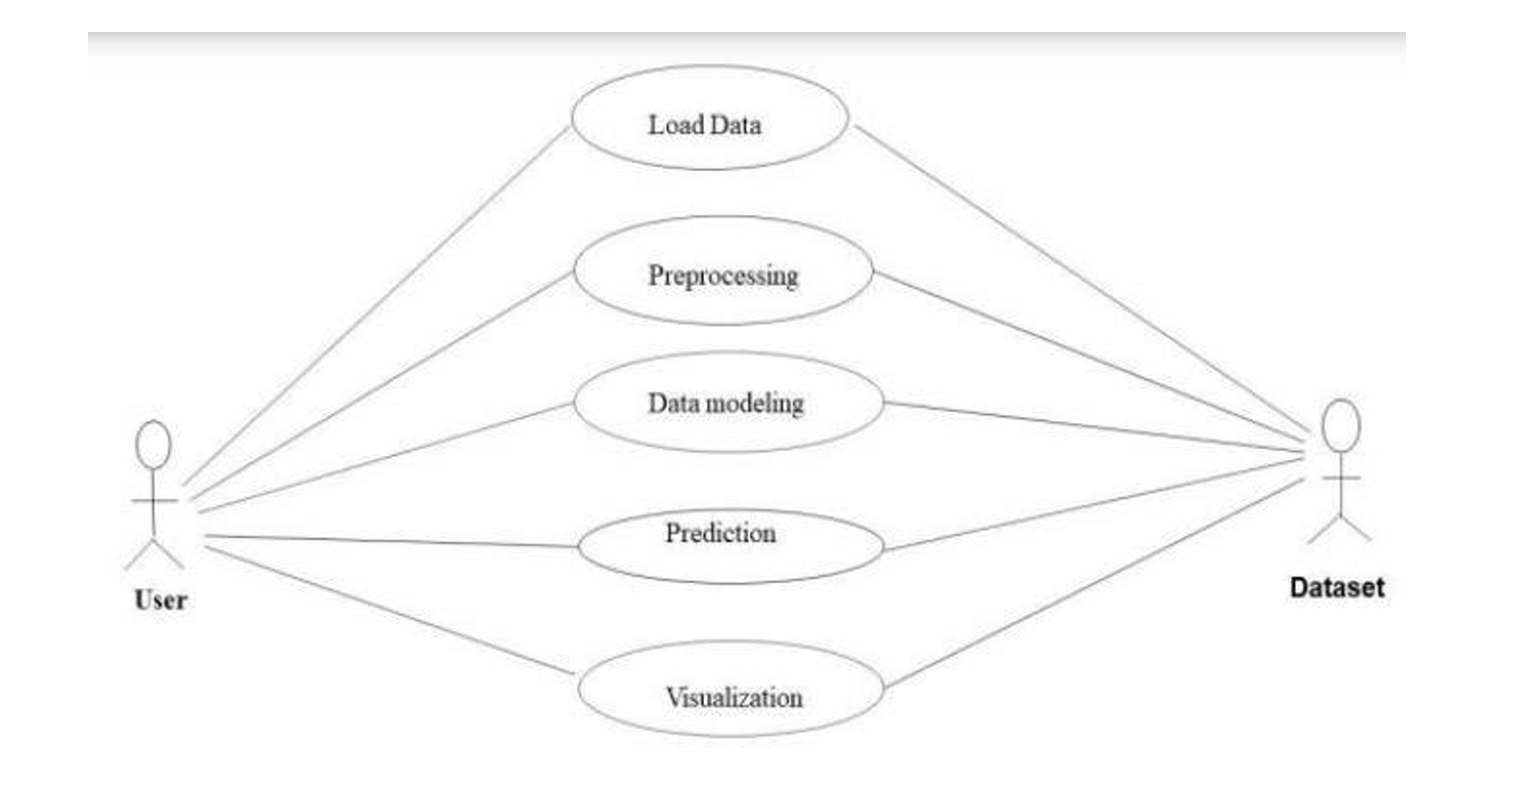 Load Data
Preprocessing
Data modeling
Prediction
User
Dataset
Visualization